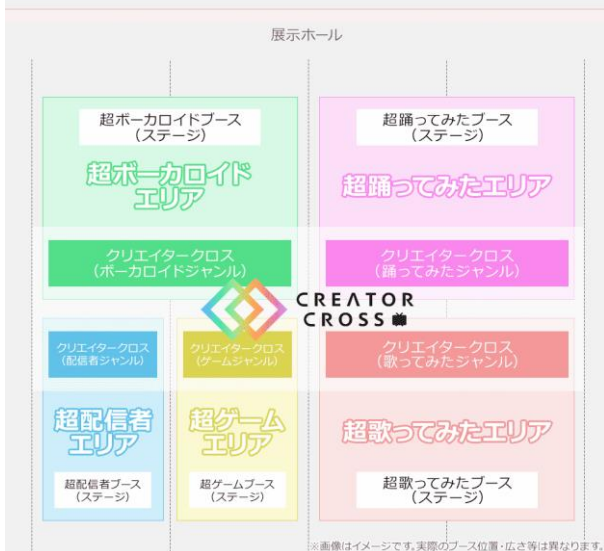 展示ホール
超ボーカロイドブース
(ステージ)
超ボーカロイド
エリア
クリエイタークロス
(ボーカロイドジャンル)
超踊ってみたブース
(ステージ)
超踊ってみたエリア
クリエイタークロス
(踊ってみたジャンル)
CREATOR
CROSS
クリエイタークロス
(配信者ジャンル)
超配信者
エリア
超配信者ブース
(ステージ)
クリエイタークロス
(ゲームジャンル)
超ゲーム
エリア
超ゲームブース
(ステージ)
クリエイタークロス
(歌ってみたジャンル)
超歌ってみたエリア
超歌ってみたブース
(ステージ)
※画像はイメージです。実際のブース位置・広さ等は異なります。